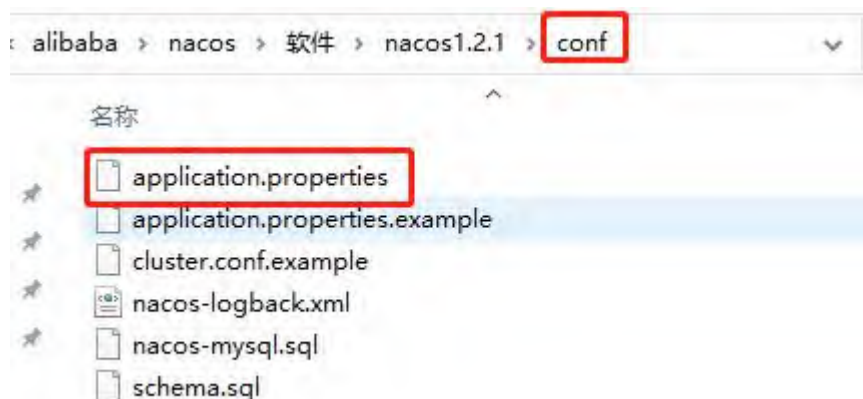 ‹ alibaba › nacos › 软件 › nacos1.2.1 › conf
名称
application.properties
application.properties.example
cluster.conf.example
nacos-logback.xml
nacos-mysql.sql
schema.sql